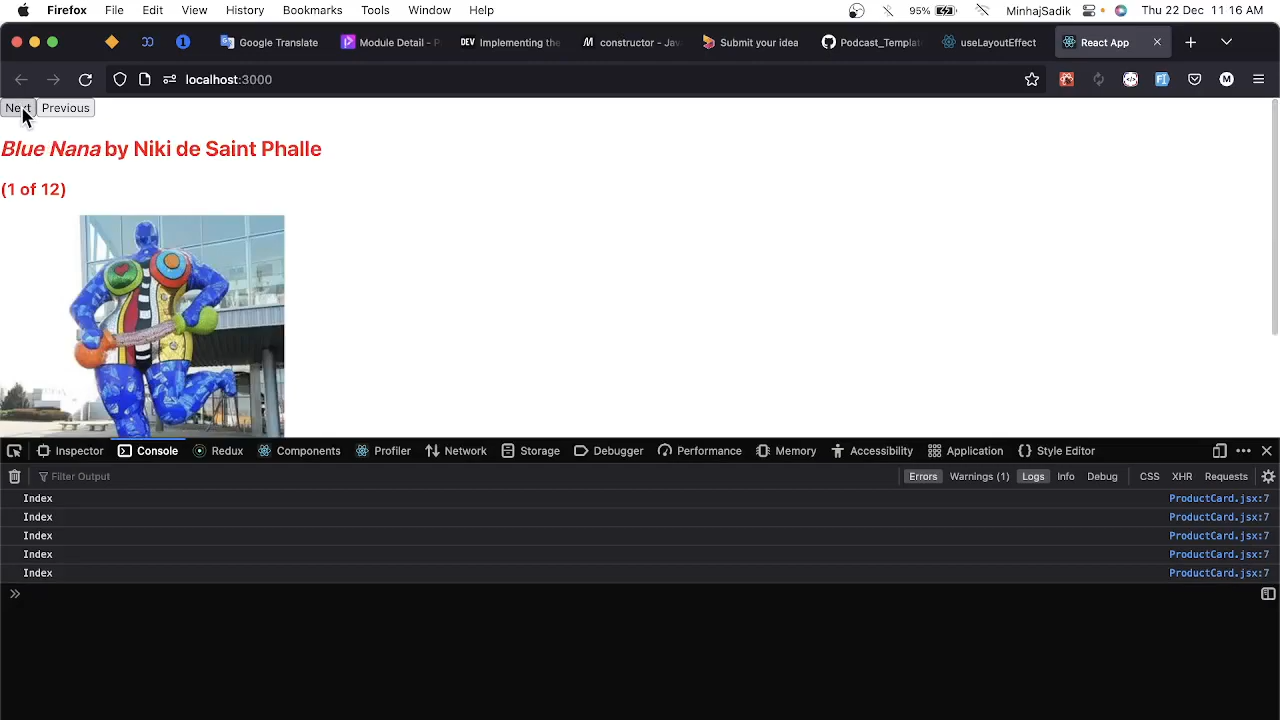 Firefox File Edit View History Bookmarks Tools Window Help 95% MinhajSadik Thu 22 Dec 11:16 AM
Google Translate Module Detail - P DEV Implementing the constructor - Java Submit your idea Podcast_Templat useLayoutEffect React App
localhost:3000
Next Previous
Blue Nana by Niki de Saint Phalle
(1 of 12)
Inspector Console Redux Components Profiler Network Storage Debugger Performance Memory Accessibility Application Style Editor
Filter Output Errors Warnings (1) Logs Info Debug CSS XHR Requests
Index ProductCard.jsx:7
Index ProductCard.jsx:7
Index ProductCard.jsx:7
Index ProductCard.jsx:7
Index ProductCard.jsx:7